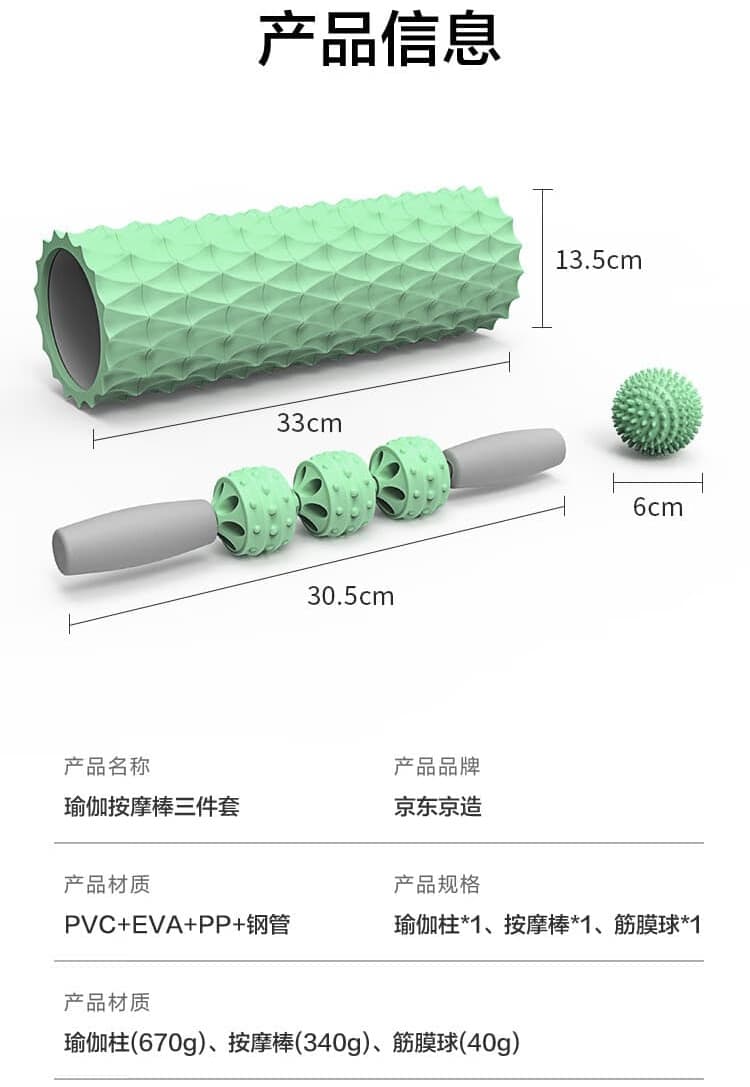 产品信息
13.5cm
33cm
6cm
30.5cm
产品名称
产品品牌
瑜伽按摩棒三件套
京东京造
产品材质
产品规格
PVC+EVA+PP+钢管
瑜伽柱*1、按摩棒*1、筋膜球*1
产品材质
瑜伽柱(670g)、按摩棒(340g)、筋膜球(40g)